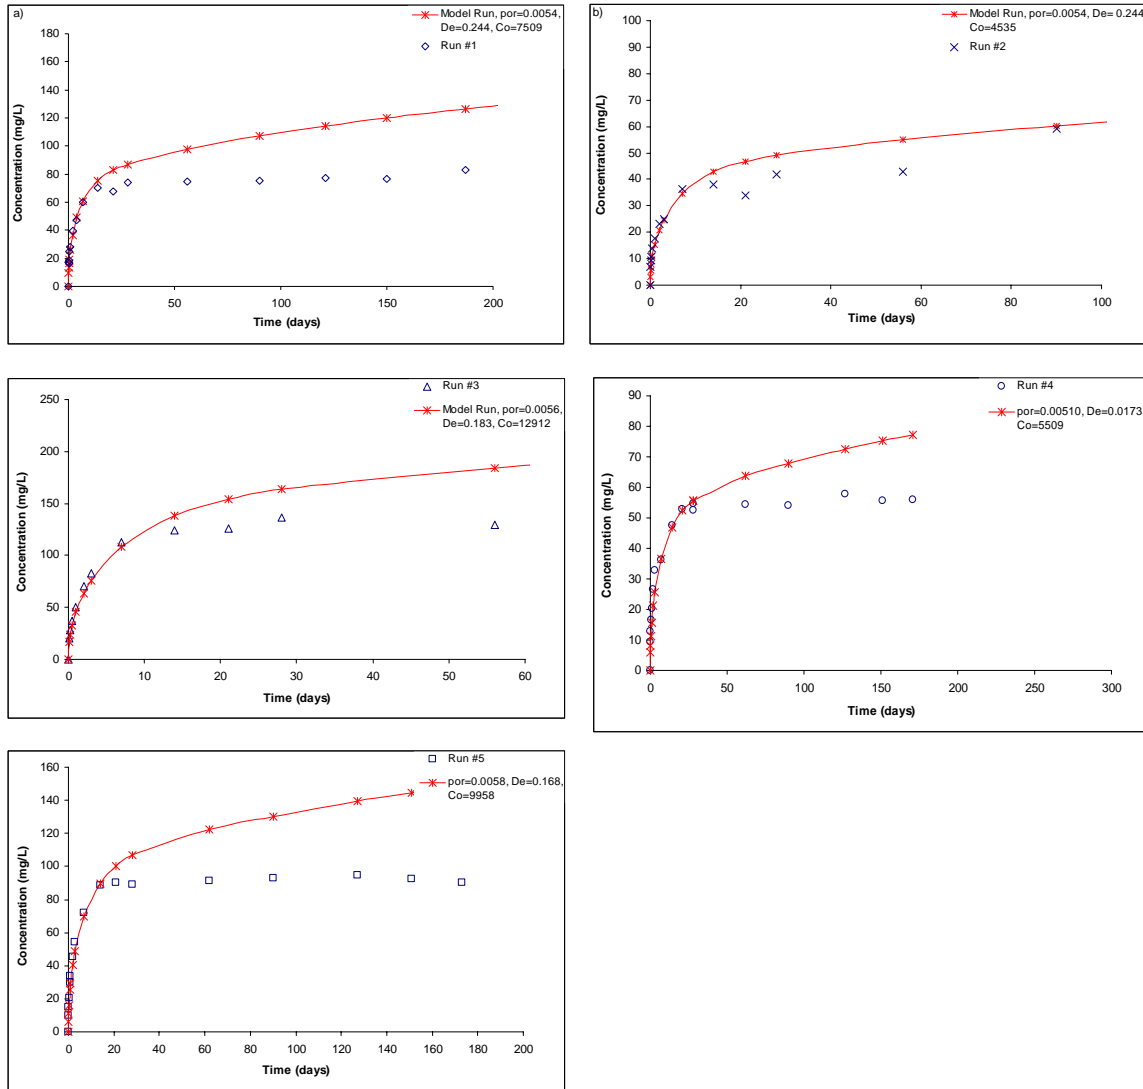 a)
Model Run, por=0.0054,
De=0.244, Co=7509
Run #1
180
160
140
120
100
80
60
40
20
0
Concentration (mg/L)
0 50 100 150 200
Time (days)
b)
Model Run, por=0.0054, De= 0.244
Co=4535
Run #2
100
90
80
70
60
50
40
30
20
10
0
Concentration (mg/L)
0 20 40 60 80 100
Time (days)
Run #3
Model Run, por=0.0056,
De=0.183, Co=12912
250
200
150
100
50
0
Concentration (mg/L)
0 10 20 30 40 50 60
Time (days)
Run #4
por=0.00510, De=0.0173
Co=5509
90
80
70
60
50
40
30
20
10
0
Concentration (mg/L)
0 50 100 150 200 250 300
Time (days)
Run #5
por=0.0058, De=0.168,
Co=9958
160
140
120
100
80
60
40
20
0
Concentration (mg/L)
0 20 40 60 80 100 120 140 160 180 200
Time (days)